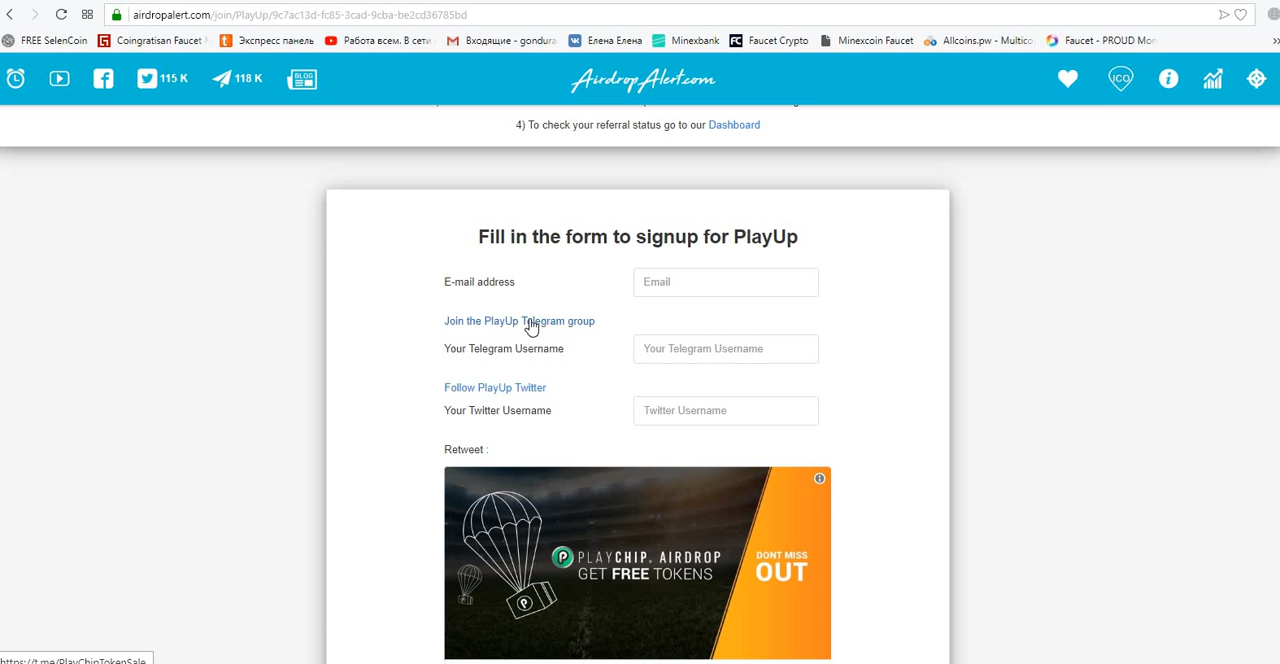 airdropalert.com/join/PlayUp/9c7ac13d-fc85-3cad-9cba-be2cd36785bd
FREE SelenCoin Coingratisan Faucet Экспресс панель Работа всем. В сети Входящие - gondura Елена Елена Minexbank Faucet Crypto Minexcoin Faucet Allcoins.pw - Multico Faucet - PROUD Mon
115 K 118 K BLOG AirdropAlert.com ICO
4) To check your referral status go to our Dashboard
Fill in the form to signup for PlayUp
E-mail address Email
Join the PlayUp Telegram group
Your Telegram Username Your Telegram Username
Follow PlayUp Twitter
Your Twitter Username Twitter Username
Retweet :
PLAYCHIP. AIRDROP
GET FREE TOKENS
DONT MISS
OUT
https://t.me/PlayChipTokenSale